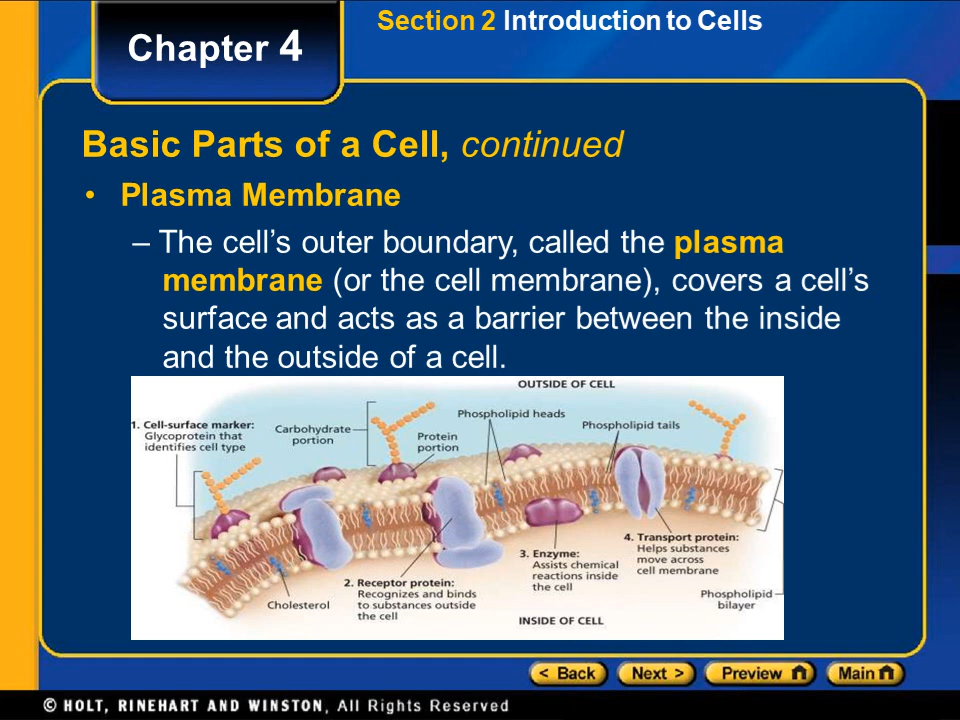 Section 2 Introduction to Cells
Chapter 4
Basic Parts of a Cell, continued
• Plasma Membrane
– The cell’s outer boundary, called the plasma
membrane (or the cell membrane), covers a cell’s
surface and acts as a barrier between the inside
and the outside of a cell.
OUTSIDE OF CELL
1. Cell-surface marker:
Glycoprotein that
identifies cell type
Carbohydrate
portion
Protein
portion
Phospholipid heads
Phospholipid tails
Cholesterol
2. Receptor protein:
Recognizes and binds
to substances outside
the cell
3. Enzyme:
Assists chemical
reactions inside
the cell
4. Transport protein:
Helps substances
move across
cell membrane
Phospholipid
bilayer
INSIDE OF CELL
< Back
Next >
Preview
Main
© HOLT, RINEHART AND WINSTON, All Rights Reserved